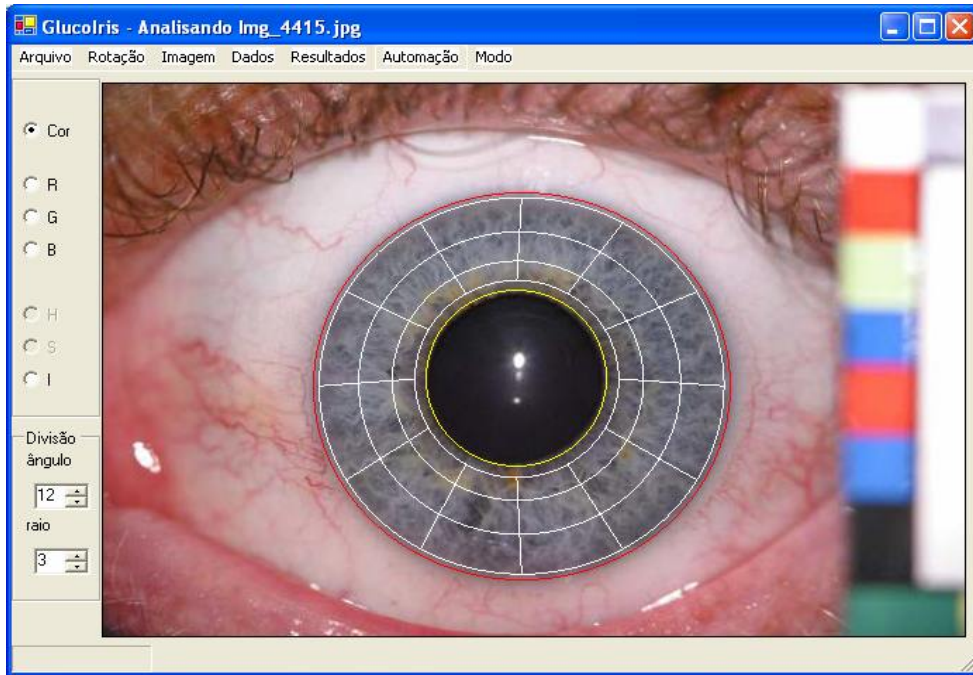 GlucoIris - Analisando Img_4415.jpg
Arquivo Rotação Imagem Dados Resultados Automação Modo
Cor
R
G
B
H
S
I
Divisão
ângulo
12
raio
3